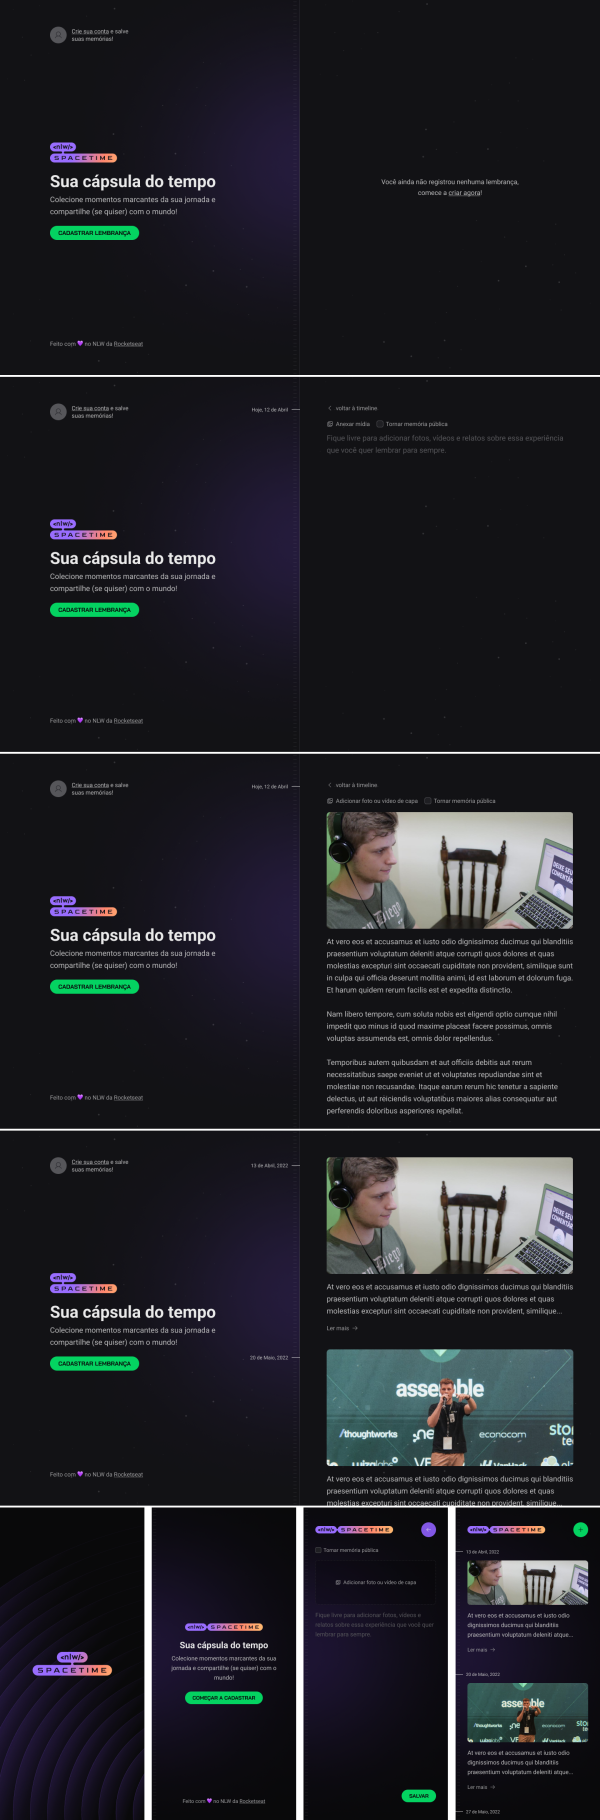 Crie sua conta e salve
suas memórias!
<nlw/>
SPACETIME
Sua cápsula do tempo
Colecione momentos marcantes da sua jornada e
compartilhe (se quiser) com o mundo!
CADASTRAR LEMBRANÇA
Feito com 💜 no NLW da Rocketseat
Você ainda não registrou nenhuma lembrança,
comece a criar agora!
Crie sua conta e salve
suas memórias!
Hoje, 12 de Abril
<nlw/>
SPACETIME
Sua cápsula do tempo
Colecione momentos marcantes da sua jornada e
compartilhe (se quiser) com o mundo!
CADASTRAR LEMBRANÇA
Feito com 💜 no NLW da Rocketseat
voltar à timeline
Anexar mídia Tornar memória pública
Fique livre para adicionar fotos, vídeos e relatos sobre essa experiência
que você quer lembrar para sempre.
Crie sua conta e salve
suas memórias!
Hoje, 12 de Abril
<nlw/>
SPACETIME
Sua cápsula do tempo
Colecione momentos marcantes da sua jornada e
compartilhe (se quiser) com o mundo!
CADASTRAR LEMBRANÇA
Feito com 💜 no NLW da Rocketseat
voltar à timeline
Adicionar foto ou vídeo de capa Tornar memória pública
DEIXE SEU
COMENTÁRI
At vero eos et accusamus et iusto odio dignissimos ducimus qui blanditiis
praesentium voluptatum deleniti atque corrupti quos dolores et quas
molestias excepturi sint occaecati cupiditate non provident, similique sunt
in culpa qui officia deserunt mollitia animi, id est laborum et dolorum fuga.
Et harum quidem rerum facilis est et expedita distinctio.
Nam libero tempore, cum soluta nobis est eligendi optio cumque nihil
impedit quo minus id quod maxime placeat facere possimus, omnis
voluptas assumenda est, omnis dolor repellendus.
Temporibus autem quibusdam et aut officiis debitis aut rerum
necessitatibus saepe eveniet ut et voluptates repudiandae sint et
molestiae non recusandae. Itaque earum rerum hic tenetur a sapiente
delectus, ut aut reiciendis voluptatibus maiores alias consequatur aut
perferendis doloribus asperiores repellat.
Crie sua conta e salve
suas memórias!
13 de Abril, 2022
<nlw/>
SPACETIME
Sua cápsula do tempo
Colecione momentos marcantes da sua jornada e
compartilhe (se quiser) com o mundo!
CADASTRAR LEMBRANÇA
20 de Maio, 2022
Feito com 💜 no NLW da Rocketseat
DEIXE SEU
COMENTÁRI
At vero eos et accusamus et iusto odio dignissimos ducimus qui blanditiis
praesentium voluptatum deleniti atque corrupti quos dolores et quas
molestias excepturi sint occaecati cupiditate non provident, similique...
Ler mais →
assemble
/thoughtworks
econocom
At vero eos et accusamus et iusto odio dignissimos ducimus qui blanditiis
praesentium voluptatum deleniti atque corrupti quos dolores et quas
molestias excepturi sint occaecati cupiditate non provident, similique...
<nlw/>
SPACETIME
<nlw/> SPACETIME
Sua cápsula do tempo
Colecione momentos marcantes da sua
jornada e compartilhe (se quiser) com o
mundo!
COMEÇAR A CADASTRAR
Feito com 💜 no NLW da Rocketseat
<nlw/> SPACETIME
Tornar memória pública
Adicionar foto ou vídeo de capa
Fique livre para adicionar fotos, vídeos e
relatos sobre essa experiência que você quer
lembrar para sempre.
SALVAR
<nlw/> SPACETIME
13 de Abril, 2022
At vero eos et accusamus et iusto odio
dignissimos ducimus qui blanditiis
praesentium voluptatum deleniti atque...
Ler mais →
20 de Maio, 2022
assemble
At vero eos et accusamus et iusto odio
dignissimos ducimus qui blanditiis
praesentium voluptatum deleniti atque...
Ler mais →
27 de Maio, 2022